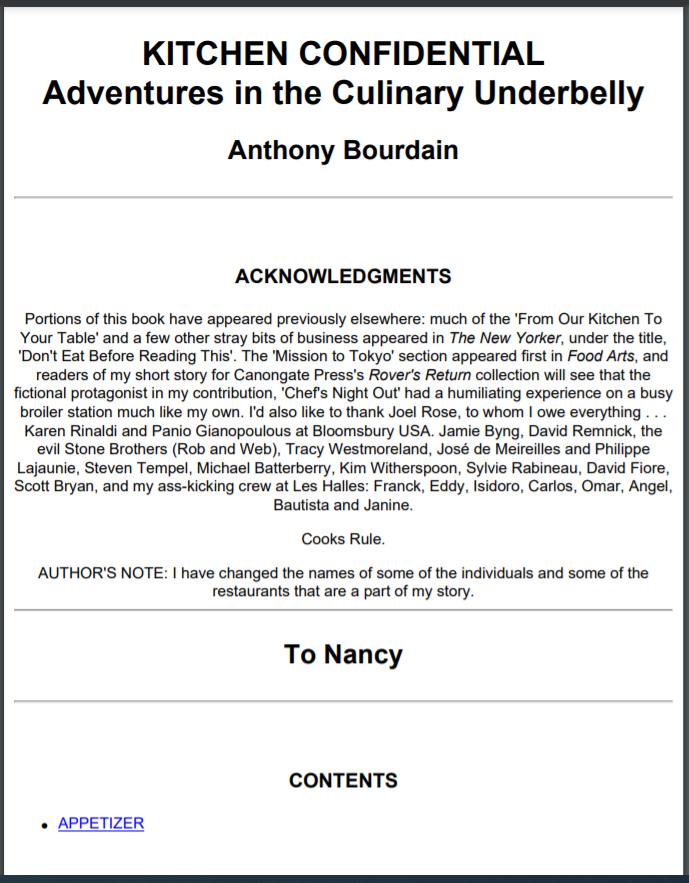 KITCHEN CONFIDENTIAL
Adventures in the Culinary Underbelly
Anthony Bourdain
ACKNOWLEDGMENTS
Portions of this book have appeared previously elsewhere: much of the 'From Our Kitchen To
Your Table' and a few other stray bits of business appeared in The New Yorker, under the title,
'Don't Eat Before Reading This'. The 'Mission to Tokyo' section appeared first in Food Arts, and
readers of my short story for Canongate Press's Rover's Return collection will see that the
fictional protagonist in my contribution, 'Chef's Night Out' had a humiliating experience on a busy
broiler station much like my own. I'd also like to thank Joel Rose, to whom I owe everything . . .
Karen Rinaldi and Panio Gianopoulous at Bloomsbury USA. Jamie Byng, David Remnick, the
evil Stone Brothers (Rob and Web), Tracy Westmoreland, José de Meireilles and Philippe
Lajaunie, Steven Tempel, Michael Batterberry, Kim Witherspoon, Sylvie Rabineau, David Fiore,
Scott Bryan, and my ass-kicking crew at Les Halles: Franck, Eddy, Isidoro, Carlos, Omar, Angel,
Bautista and Janine.
Cooks Rule.
AUTHOR'S NOTE: I have changed the names of some of the individuals and some of the
restaurants that are a part of my story.
To Nancy
CONTENTS
• APPETIZER